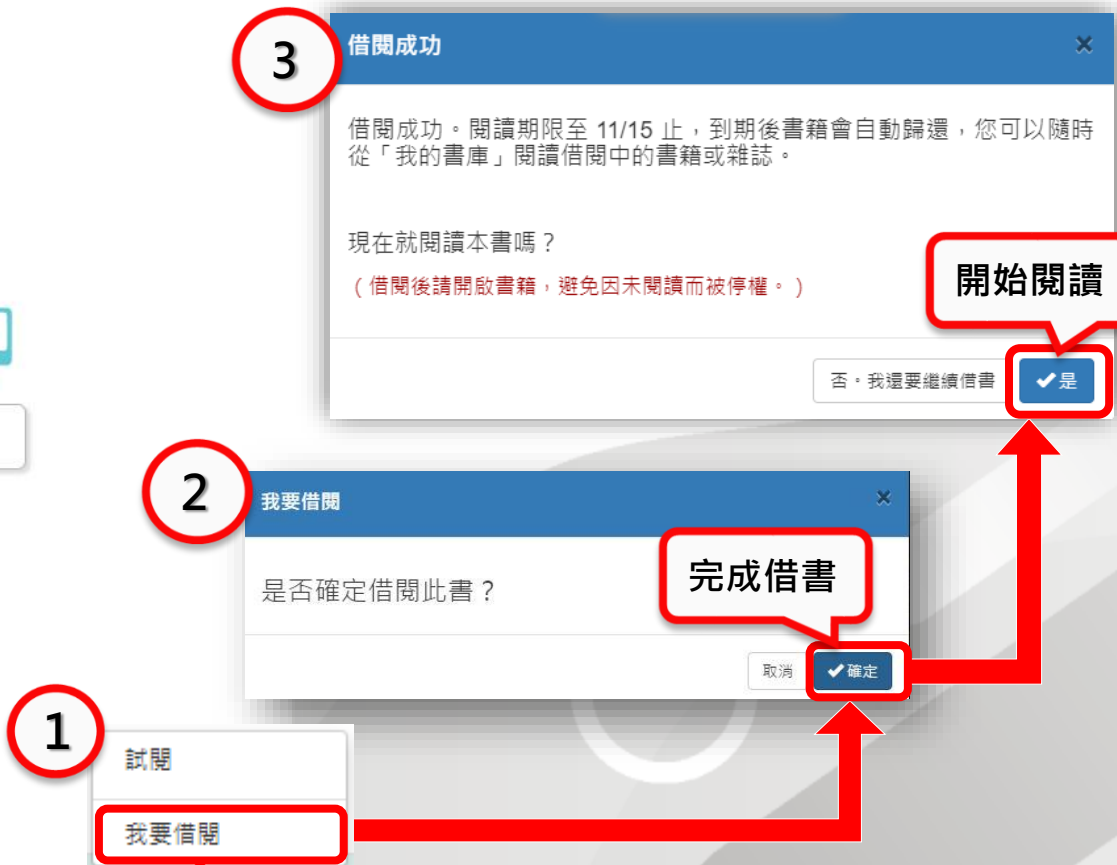 3
借閱成功
×
借閱成功。閱讀期限至 11/15 止，到期後書籍會自動歸還，您可以隨時
從「我的書庫」閱讀借閱中的書籍或雜誌。
現在就閱讀本書嗎？
（借閱後請開啟書籍，避免因未閱讀而被停權。）
開始閱讀
否。我還要繼續借書
✔是
2
我要借閱
×
是否確定借閱此書？
完成借書
取消
✔確定
1
試閱
我要借閱